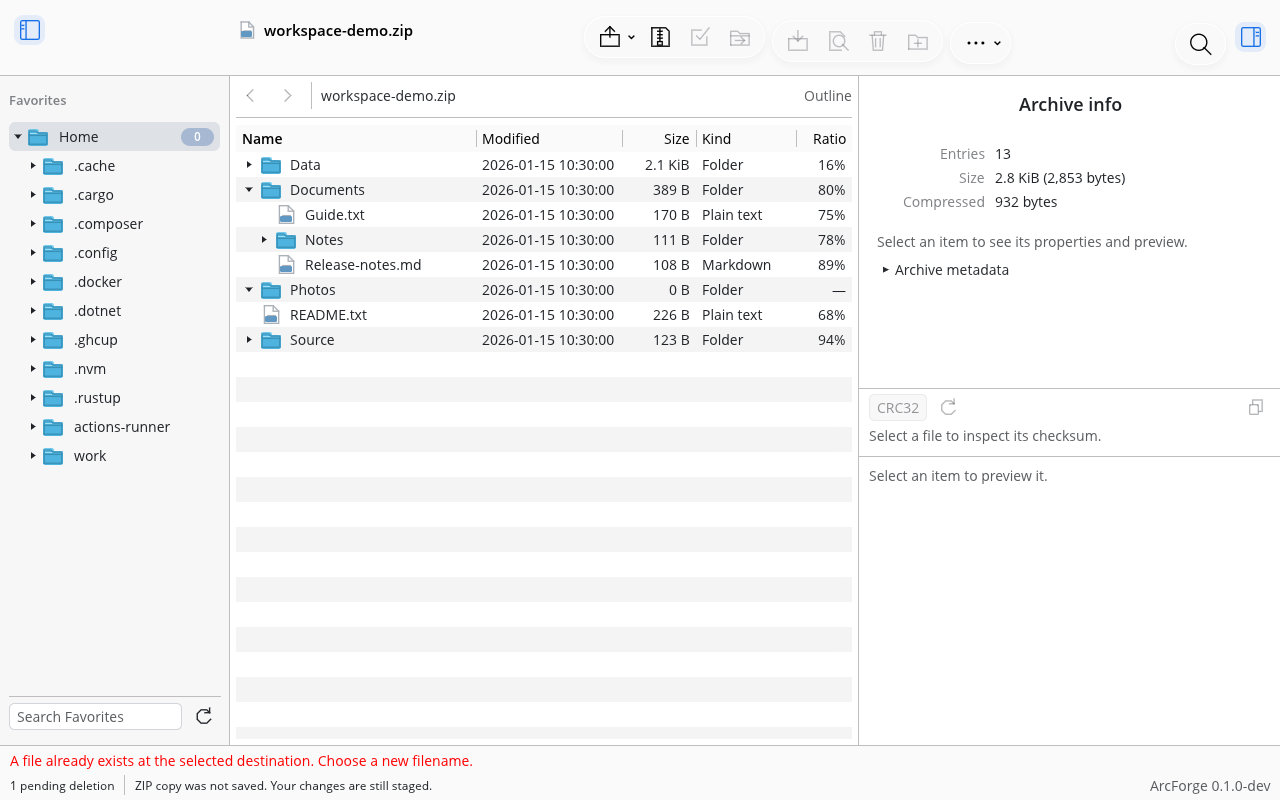 workspace-demo.zip
Favorites
Home 0
.cache
.cargo
.composer
.config
.docker
.dotnet
.ghcup
.nvm
.rustup
actions-runner
work
Search Favorites
workspace-demo.zip Outline
Name Modified Size Kind Ratio
Data 2026-01-15 10:30:00 2.1 KiB Folder 16%
Documents 2026-01-15 10:30:00 389 B Folder 80%
Guide.txt 2026-01-15 10:30:00 170 B Plain text 75%
Notes 2026-01-15 10:30:00 111 B Folder 78%
Release-notes.md 2026-01-15 10:30:00 108 B Markdown 89%
Photos 2026-01-15 10:30:00 0 B Folder —
README.txt 2026-01-15 10:30:00 226 B Plain text 68%
Source 2026-01-15 10:30:00 123 B Folder 94%
Archive info
Entries 13
Size 2.8 KiB (2,853 bytes)
Compressed 932 bytes
Select an item to see its properties and preview.
Archive metadata
CRC32
Select a file to inspect its checksum.
Select an item to preview it.
A file already exists at the selected destination. Choose a new filename.
1 pending deletion ZIP copy was not saved. Your changes are still staged.
ArcForge 0.1.0-dev